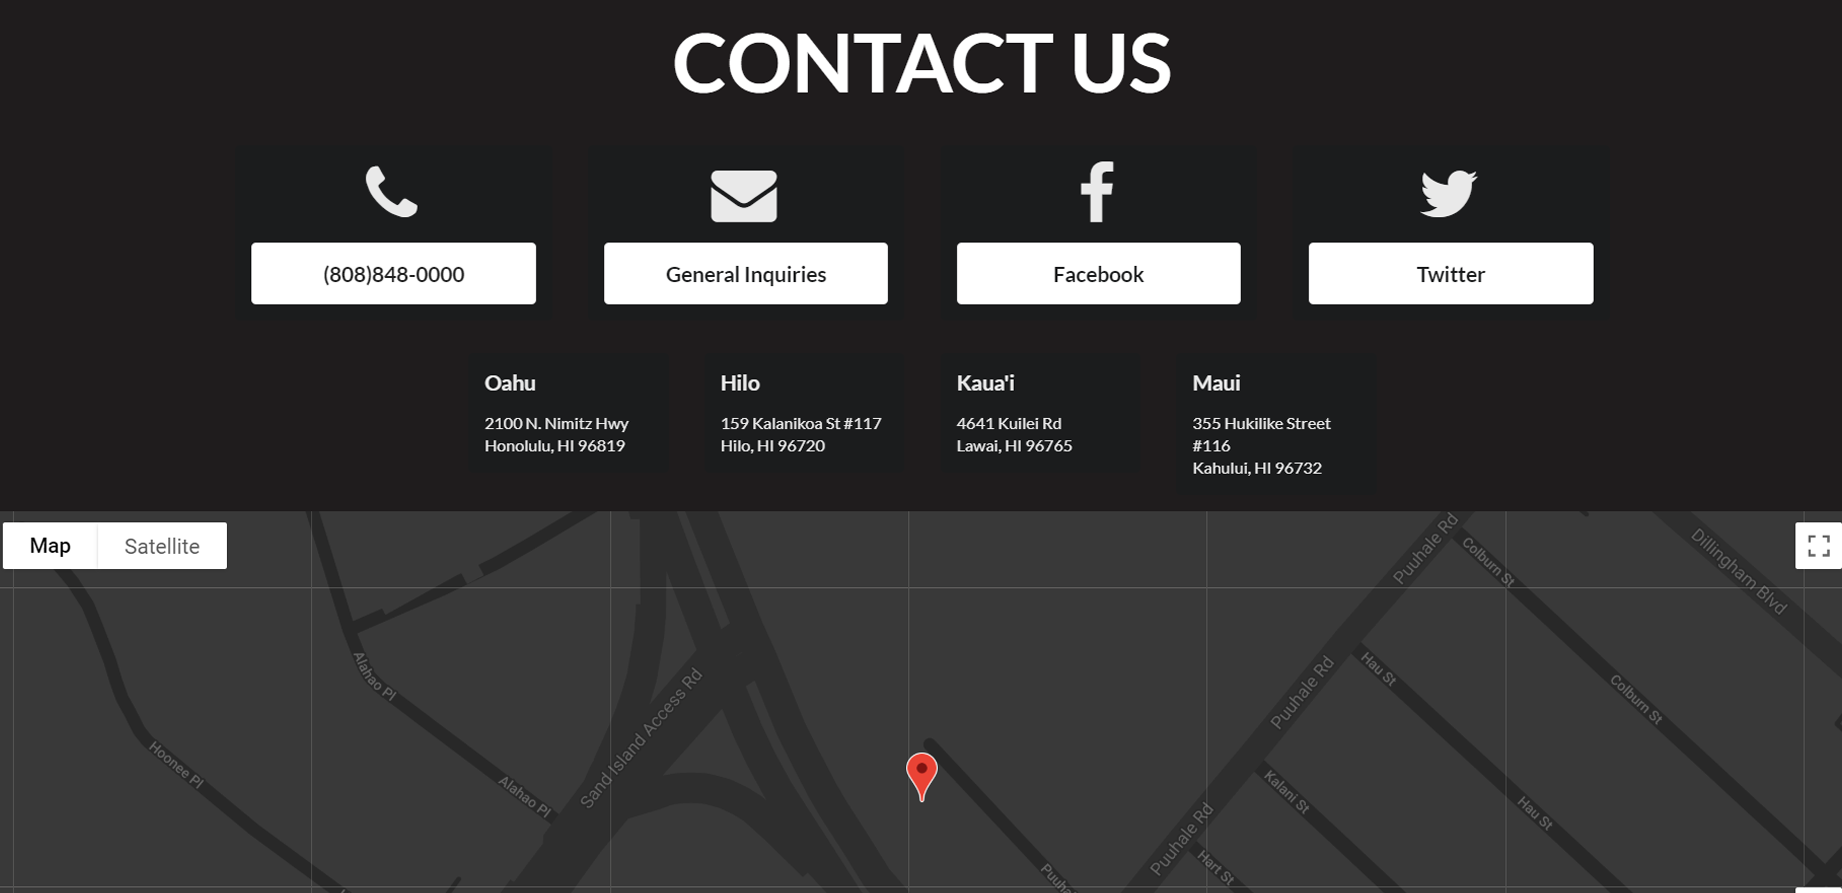 CONTACT US
(808)848-0000
General Inquiries
Facebook
Twitter
Oahu
2100 N. Nimitz Hwy
Honolulu, HI 96819
Hilo
159 Kalanikoa St #117
Hilo, HI 96720
Kaua'i
4641 Kuilei Rd
Lawai, HI 96765
Maui
355 Hukilike Street
#116
Kahului, HI 96732
Map
Satellite
Puuhale Rd
Colburn St
Dillingham Blvd
Alahao Pl
Sand Island Access Rd
Puuhale Rd
Hau St
Colburn St
Hoonee Pl
Alahao Pl
Kalani St
Hau St
Puuhale Rd
Hart St
Puuha